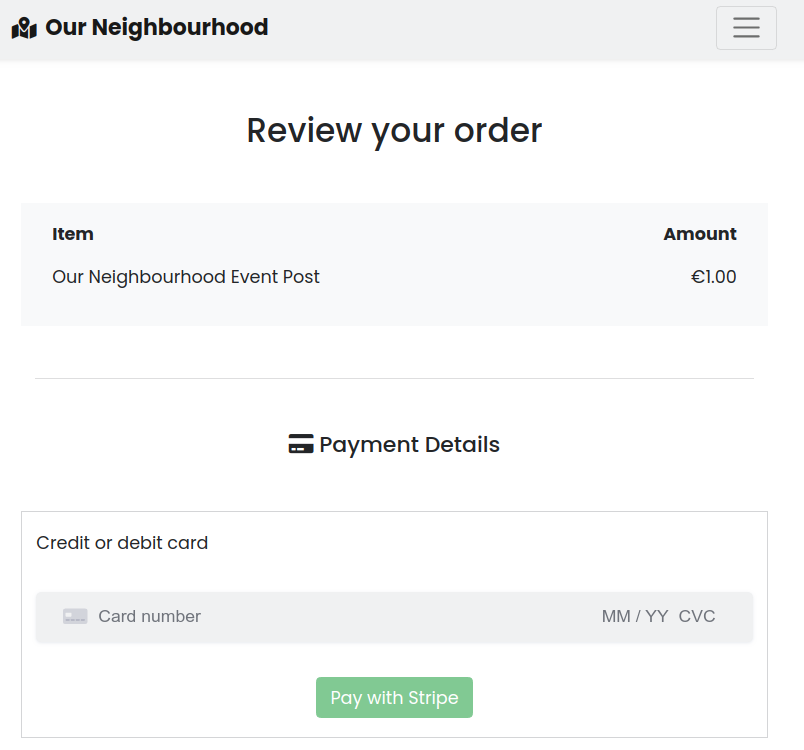 Our Neighbourhood
Review your order
Item Amount
Our Neighbourhood Event Post €1.00
Payment Details
Credit or debit card
Card number MM / YY CVC
Pay with Stripe